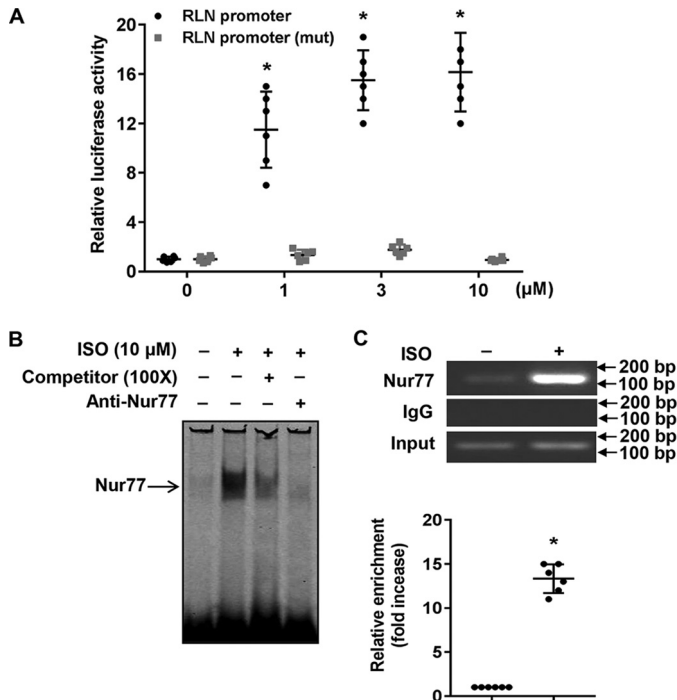 A
RLN promoter
RLN promoter (mut)
Relative luciferase activity
20
16
12
8
4
0
* * *
0 1 3 10 (µM)
B
ISO (10 µM) – + + +
Competitor (100X) – – + –
Anti-Nur77 – – – +
Nur77
C
ISO – +
Nur77 200 bp
100 bp
IgG 200 bp
100 bp
Input 200 bp
100 bp
Relative enrichment
(fold incease)
20
15
10
5
0
*